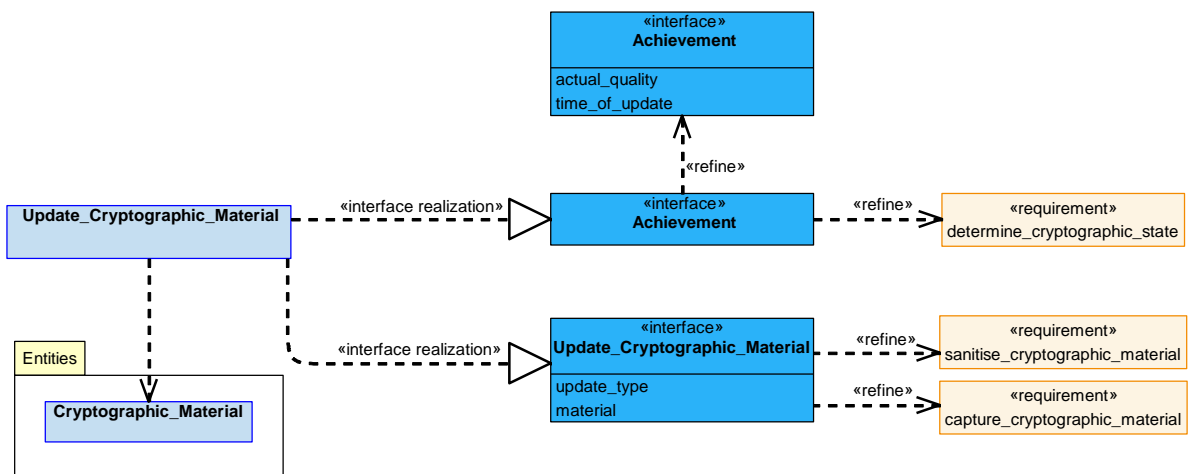 «interface»
Achievement
actual_quality
time_of_update
«refine»
Update_Cryptographic_Material
«interface realization»
«interface»
Achievement
«refine»
«requirement»
determine_cryptographic_state
«interface realization»
«interface»
Update_Cryptographic_Material
update_type
material
«refine»
«requirement»
sanitise_cryptographic_material
«refine»
«requirement»
capture_cryptographic_material
Entities
Cryptographic_Material